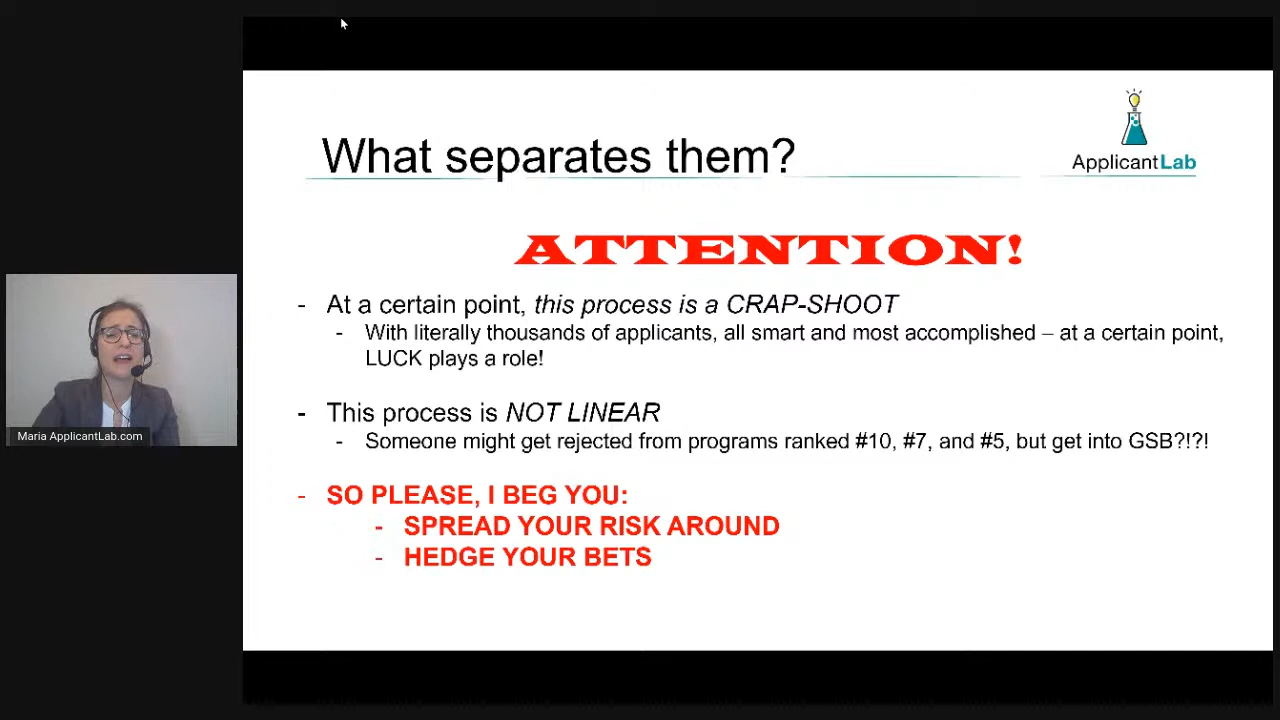 What separates them?
ApplicantLab
ATTENTION!
- At a certain point, this process is a CRAP-SHOOT
- With literally thousands of applicants, all smart and most accomplished – at a certain point,
LUCK plays a role!
- This process is NOT LINEAR
- Someone might get rejected from programs ranked #10, #7, and #5, but get into GSB?!?!
- SO PLEASE, I BEG YOU:
- SPREAD YOUR RISK AROUND
- HEDGE YOUR BETS
Maria ApplicantLab.com